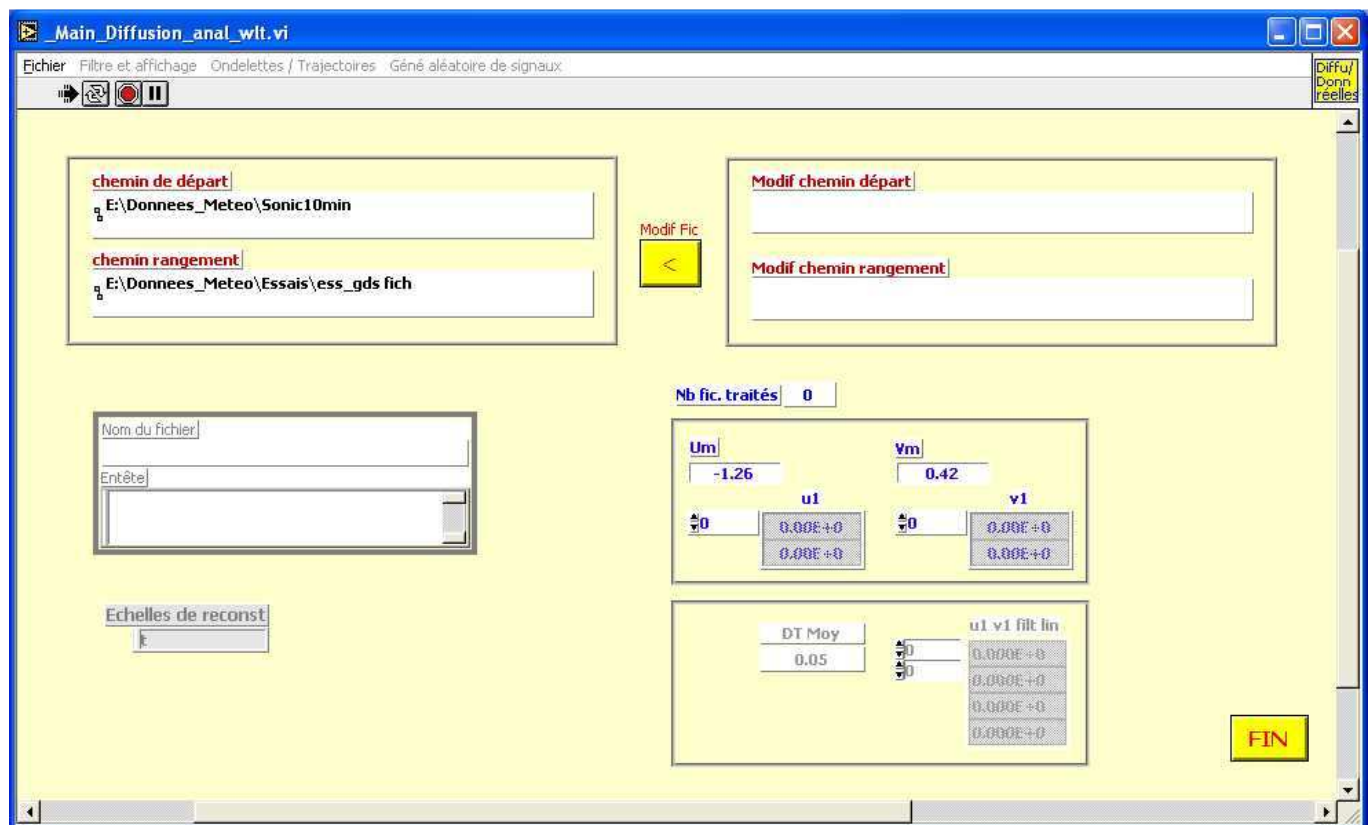 _Main_Diffusion_anal_wlt.vi
Fichier Filtre et affichage Ondelettes / Trajectoires Géné aléatoire de signaux
Diffu/
Donn
réelles
chemin de départ
E:\Donnees_Meteo\Sonic10min
chemin rangement
E:\Donnees_Meteo\Essais\ess_gds fich
Modif Fic
<
Modif chemin départ
Modif chemin rangement
Nb fic. traités 0
Nom du fichier
Entête
Echelles de reconst
Um Vm
-1.26 0.42
u1 v1
0 0.00E+0 0 0.00E+0
0.00E+0 0.00E+0
DT Moy
0.05
u1 v1 filt lin
0 0.000E+0
0
0.000E+0
0.000E+0
0.000E+0
FIN